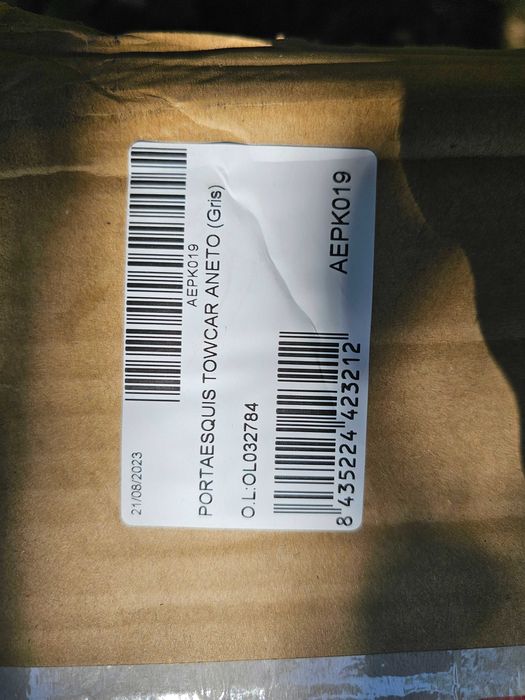 21/08/2023
AEPK019
PORTAESQUIS TOWCAR ANETO (Gris)
O.L:OL032784
AEPK019
8 435224 423212